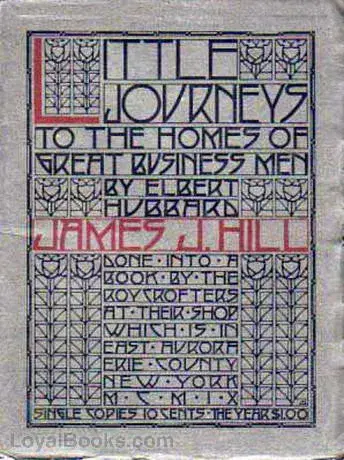 LITTLE
JOURNEYS
TO THE HOMES OF
GREAT BUSINESS MEN
BY ELBERT
HUBBARD
JAMES J. HILL
DONE · INTO · A
BOOK · BY · THE
ROYCROFTERS
AT · THEIR · SHOP
WHICH · IS · IN
EAST · AURORA
ERIE · COUNTY
NEW · YORK
M · C · M · I · X
SINGLE COPIES 10 CENTS · THE YEAR $1.00
LoyalBooks.com